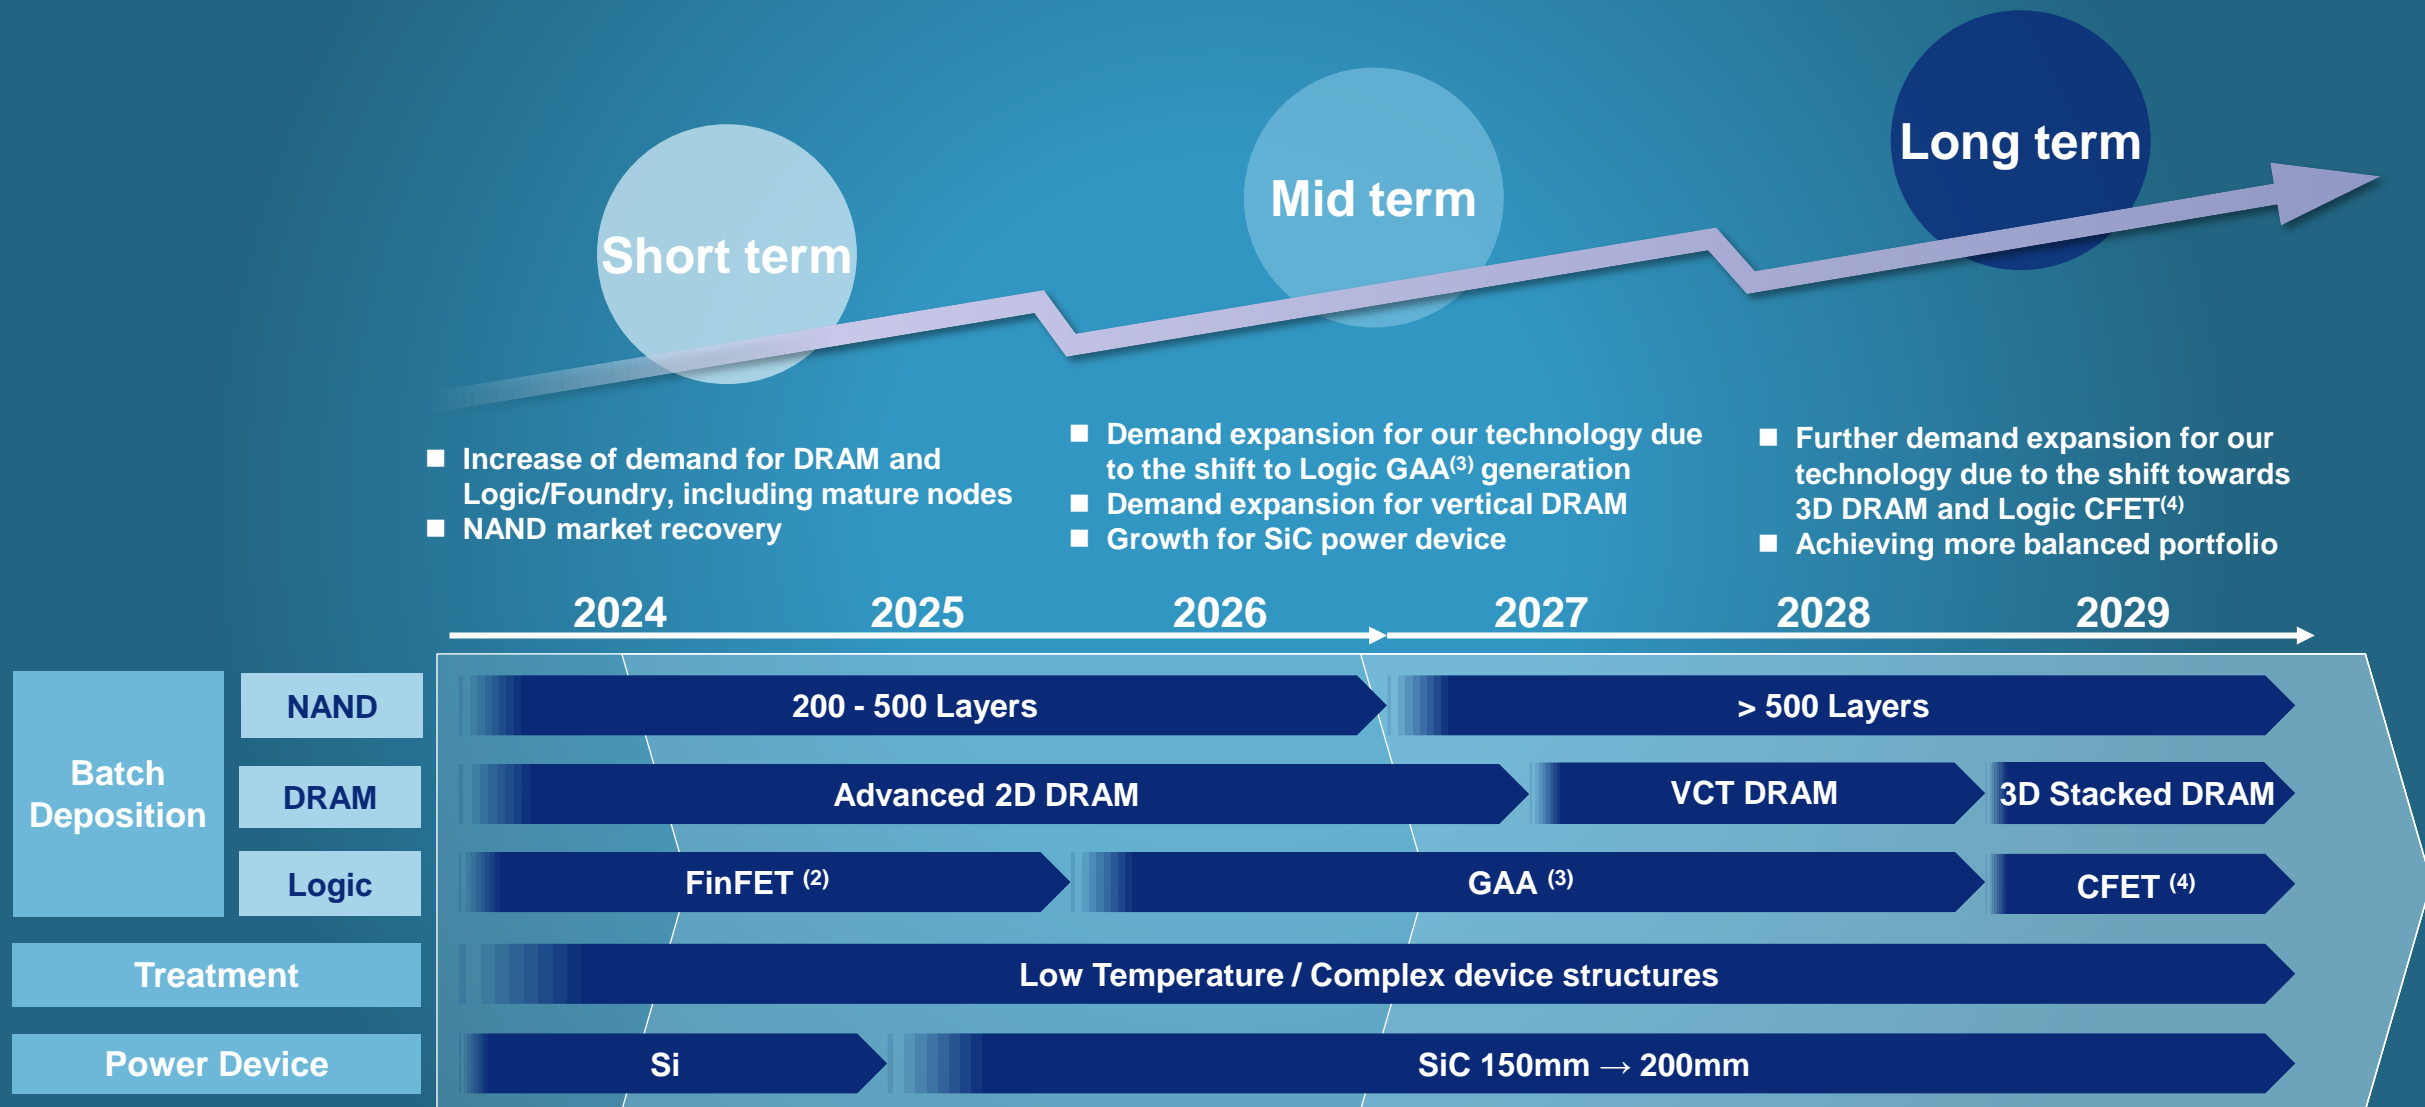 Short term
Mid term
Long term
■ Increase of demand for DRAM and
Logic/Foundry, including mature nodes
■ NAND market recovery
■ Demand expansion for our technology due
to the shift to Logic GAA(3) generation
■ Demand expansion for vertical DRAM
■ Growth for SiC power device
■ Further demand expansion for our
technology due to the shift towards
3D DRAM and Logic CFET(4)
■ Achieving more balanced portfolio
2024 2025 2026 2027 2028 2029
Batch
Deposition
NAND
200 - 500 Layers
> 500 Layers
DRAM
Advanced 2D DRAM
VCT DRAM
3D Stacked DRAM
Logic
FinFET (2)
GAA (3)
CFET (4)
Treatment
Low Temperature / Complex device structures
Power Device
Si
SiC 150mm → 200mm